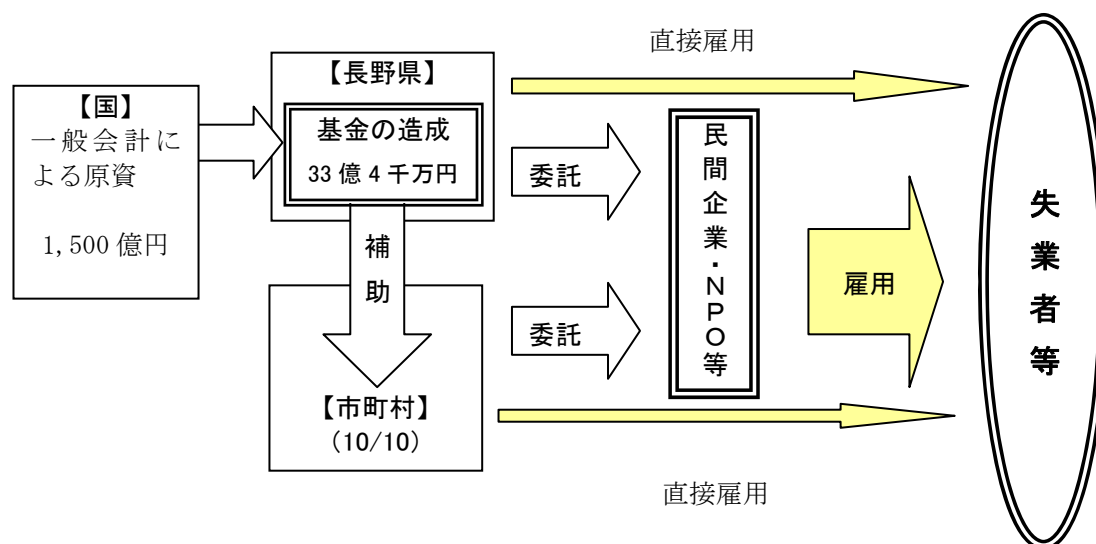 【国】
一般会計に
よる原資
1,500億円
【長野県】
基金の造成
33億4千万円
補助
【市町村】
(10/10)
直接雇用
委託
委託
民間企業・NPO等
雇用
直接雇用
失業者等